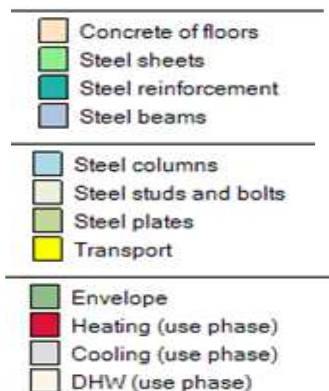 Concrete of floors
Steel sheets
Steel reinforcement
Steel beams
Steel columns
Steel studs and bolts
Steel plates
Transport
Envelope
Heating (use phase)
Cooling (use phase)
DHW (use phase)